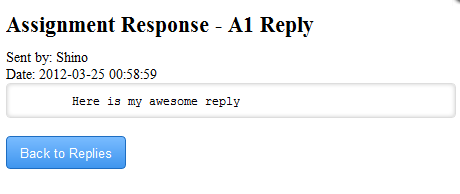 Assignment Response - A1 Reply
Sent by: Shino
Date: 2012-03-25 00:58:59
Here is my awesome reply
Back to Replies